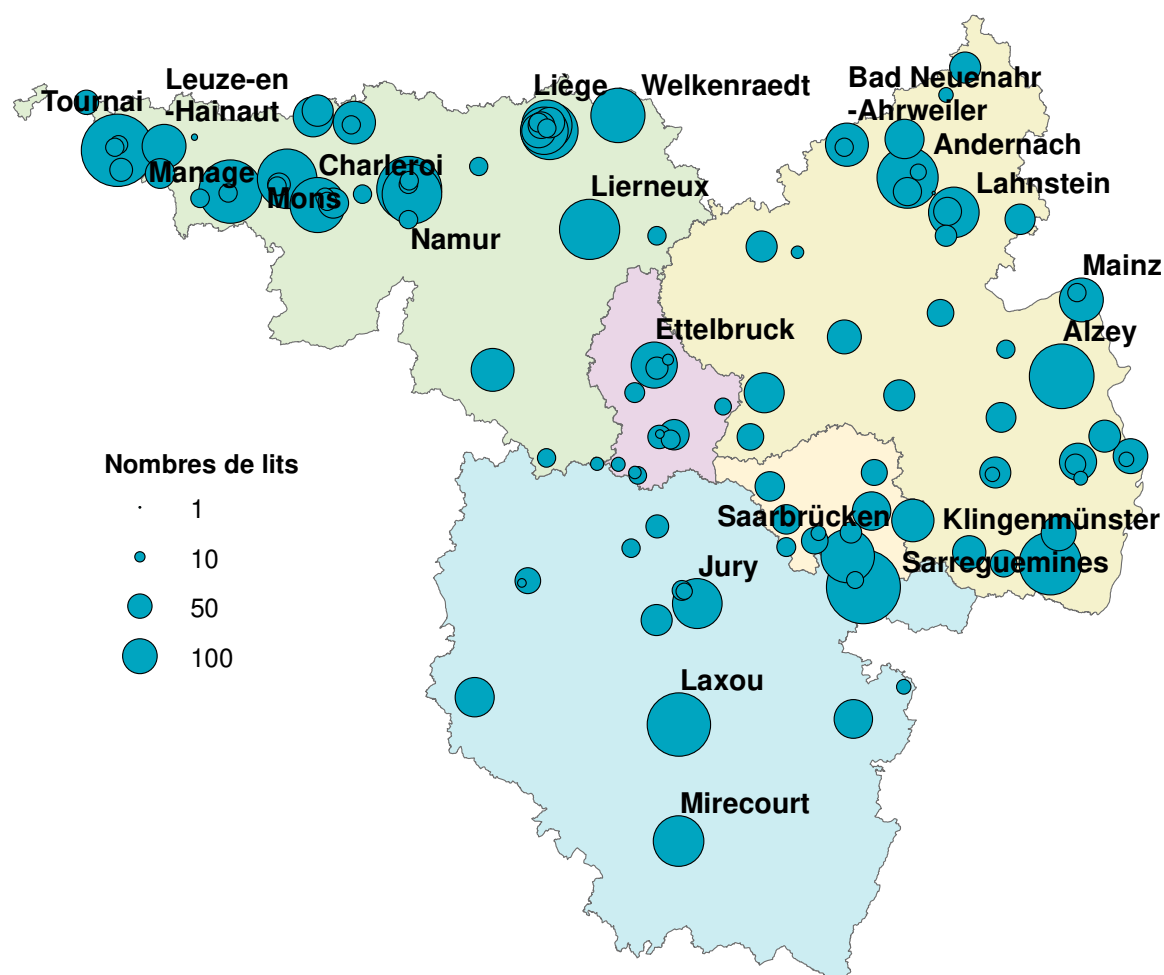 Leuze-en
-Hainaut
Tournai
Liège
Welkenraedt
Bad Neuenahr
-Ahrweiler
Andernach
Manage
Charleroi
Mons
Lierneux
Lahnstein
Namur
Mainz
Ettelbruck
Alzey
Nombres de lits
1
10
50
100
Saarbrücken
Klingenmünster
Jury
Sarreguemines
Laxou
Mirecourt